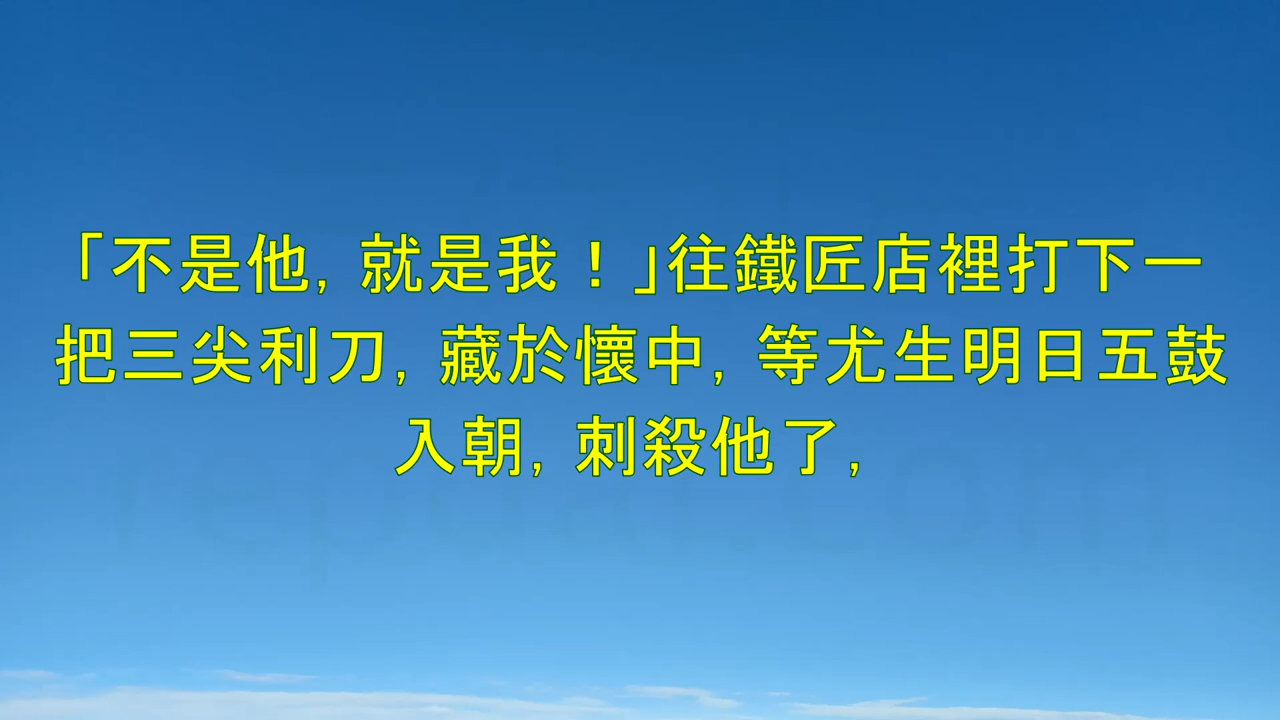 「不是他，就是我！」往鐵匠店裡打下一
把三尖利刀，藏於懷中，等尤生明日五鼓
入朝，刺殺他了，